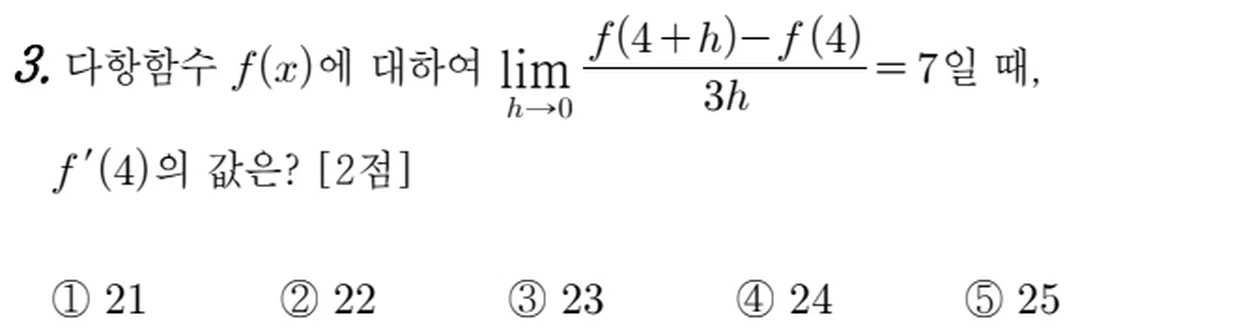 3. 다항함수 f(x)에 대하여 lim_{h→0} \frac{f(4+h)-f(4)}{3h} = 7일 때,
f′(4)의 값은? [2점]
① 21 ② 22 ③ 23 ④ 24 ⑤ 25